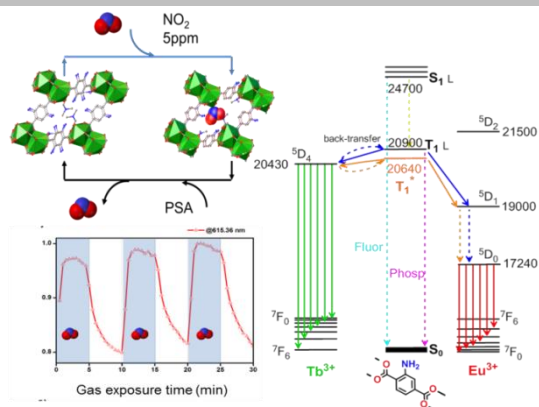 NO2
5ppm
PSA
@615.36 nm
1.0
0.9
0.8
0 5 10 15 20 25 30
Gas exposure time (min)
S1 L
24700
5D2
21500
back-transfer
20900
T1 L
5D4
20430
20640
T1*
5D1
19000
Fluor
Phosp
5D0
17240
7F0
7F6
7F6
7F0
S0
Tb3+
NH2
Eu3+